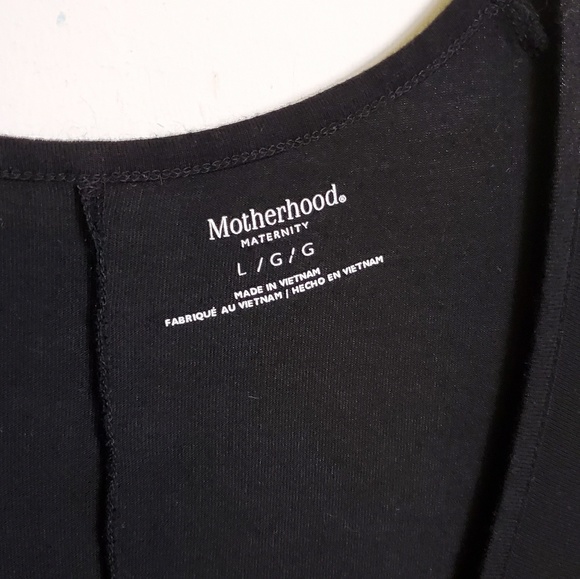 Motherhood®
MATERNITY
L / G / G
MADE IN VIETNAM
FABRIQUÉ AU VIETNAM / HECHO EN VIETNAM